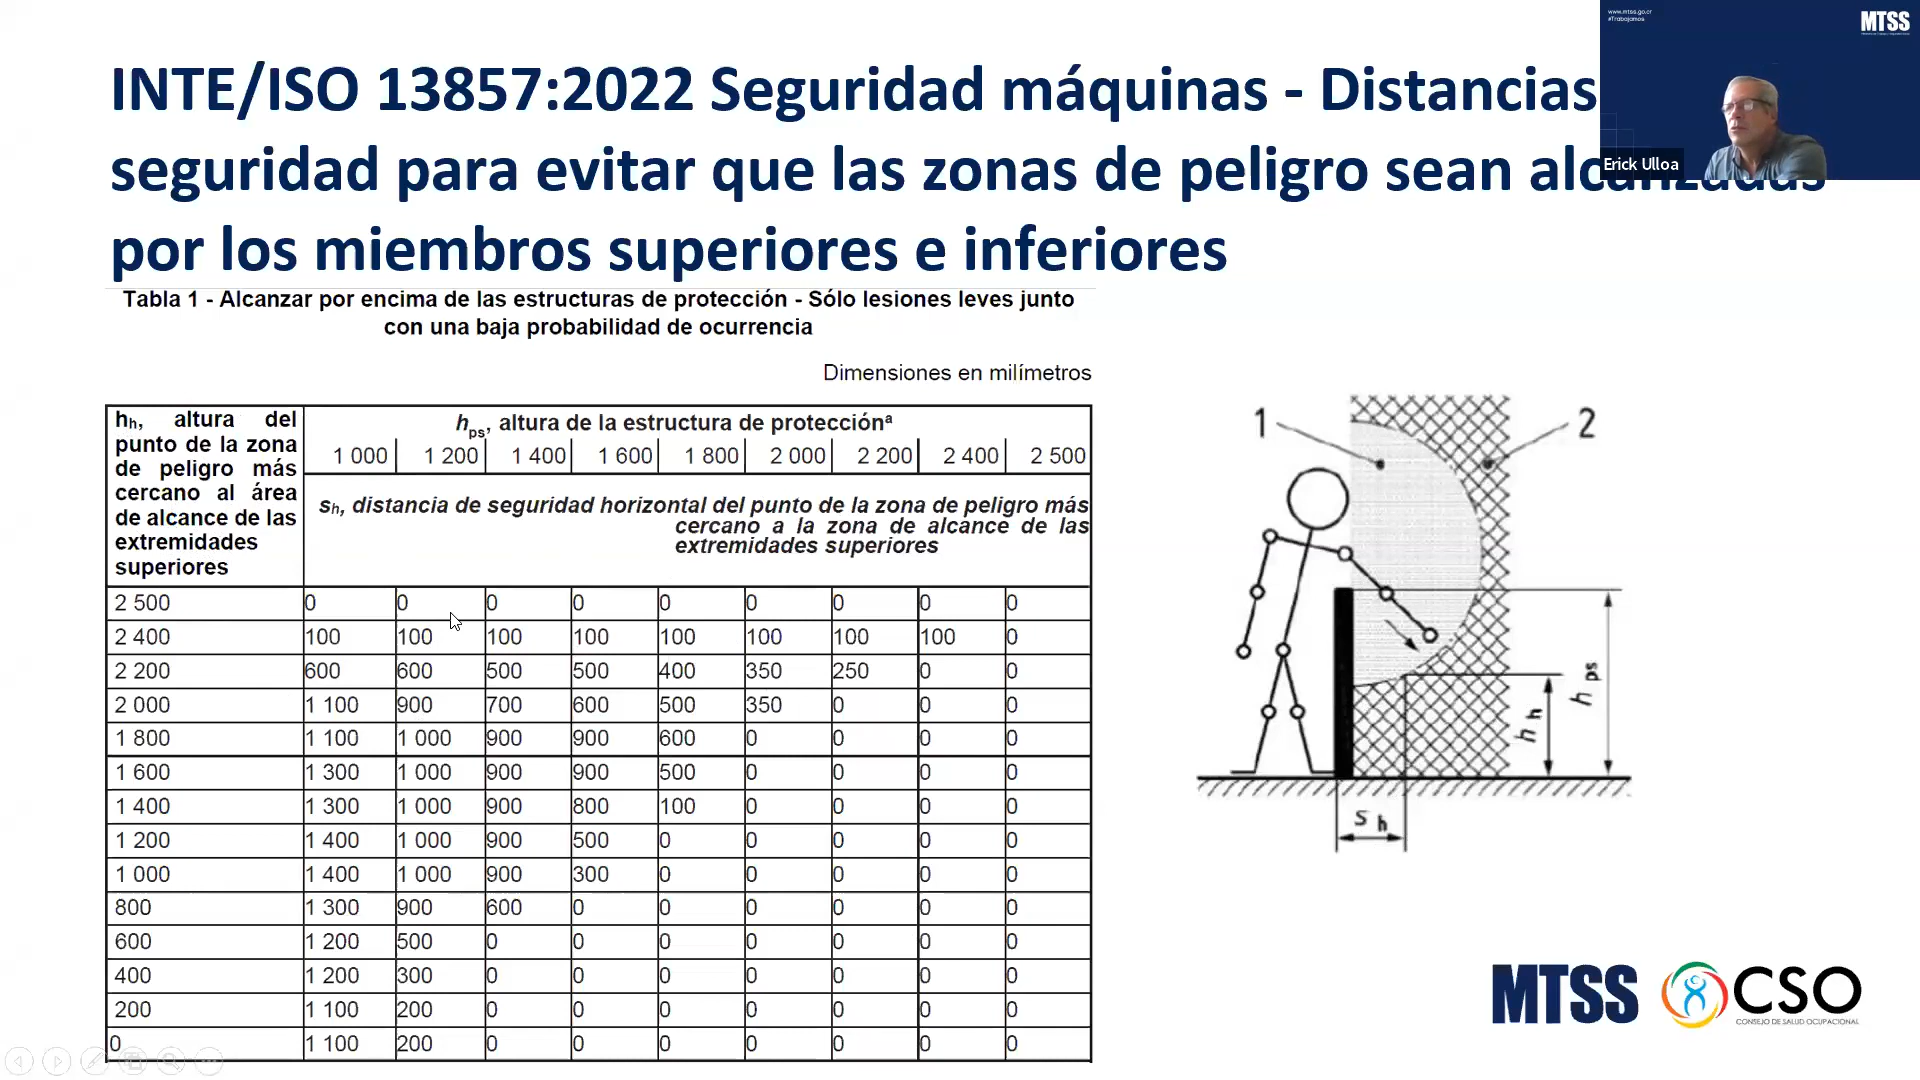 www.mtss.go.cr
#Trabajamos
MTSS
Erick Ulloa
INTE/ISO 13857:2022 Seguridad máquinas - Distancias
seguridad para evitar que las zonas de peligro sean alcanzadas
por los miembros superiores e inferiores
Tabla 1 - Alcanzar por encima de las estructuras de protección - Sólo lesiones leves junto
con una baja probabilidad de ocurrencia
Dimensiones en milímetros
hh, altura del
punto de la zona
de peligro más
cercano al área
de alcance de las
extremidades
superiores
hps, altura de la estructura de protecciónª
1 000 1 200 1 400 1 600 1 800 2 000 2 200 2 400 2 500
sh, distancia de seguridad horizontal del punto de la zona de peligro más
cercano a la zona de alcance de las
extremidades superiores
2 500 0 0 0 0 0 0 0 0 0
2 400 100 100 100 100 100 100 100 100 0
2 200 600 600 500 500 400 350 250 0 0
2 000 1 100 900 700 600 500 350 0 0 0
1 800 1 100 1 000 900 900 600 0 0 0 0
1 600 1 300 1 000 900 900 500 0 0 0 0
1 400 1 300 1 000 900 800 100 0 0 0 0
1 200 1 400 1 000 900 500 0 0 0 0 0
1 000 1 400 1 000 900 300 0 0 0 0 0
800 1 300 900 600 0 0 0 0 0 0
600 1 200 500 0 0 0 0 0 0 0
400 1 200 300 0 0 0 0 0 0 0
200 1 100 200 0 0 0 0 0 0 0
0 1 100 200 0 0 0 0 0 0 0
1 2
h ps
h h
s h
MTSS CSO
CONSEJO DE SALUD OCUPACIONAL